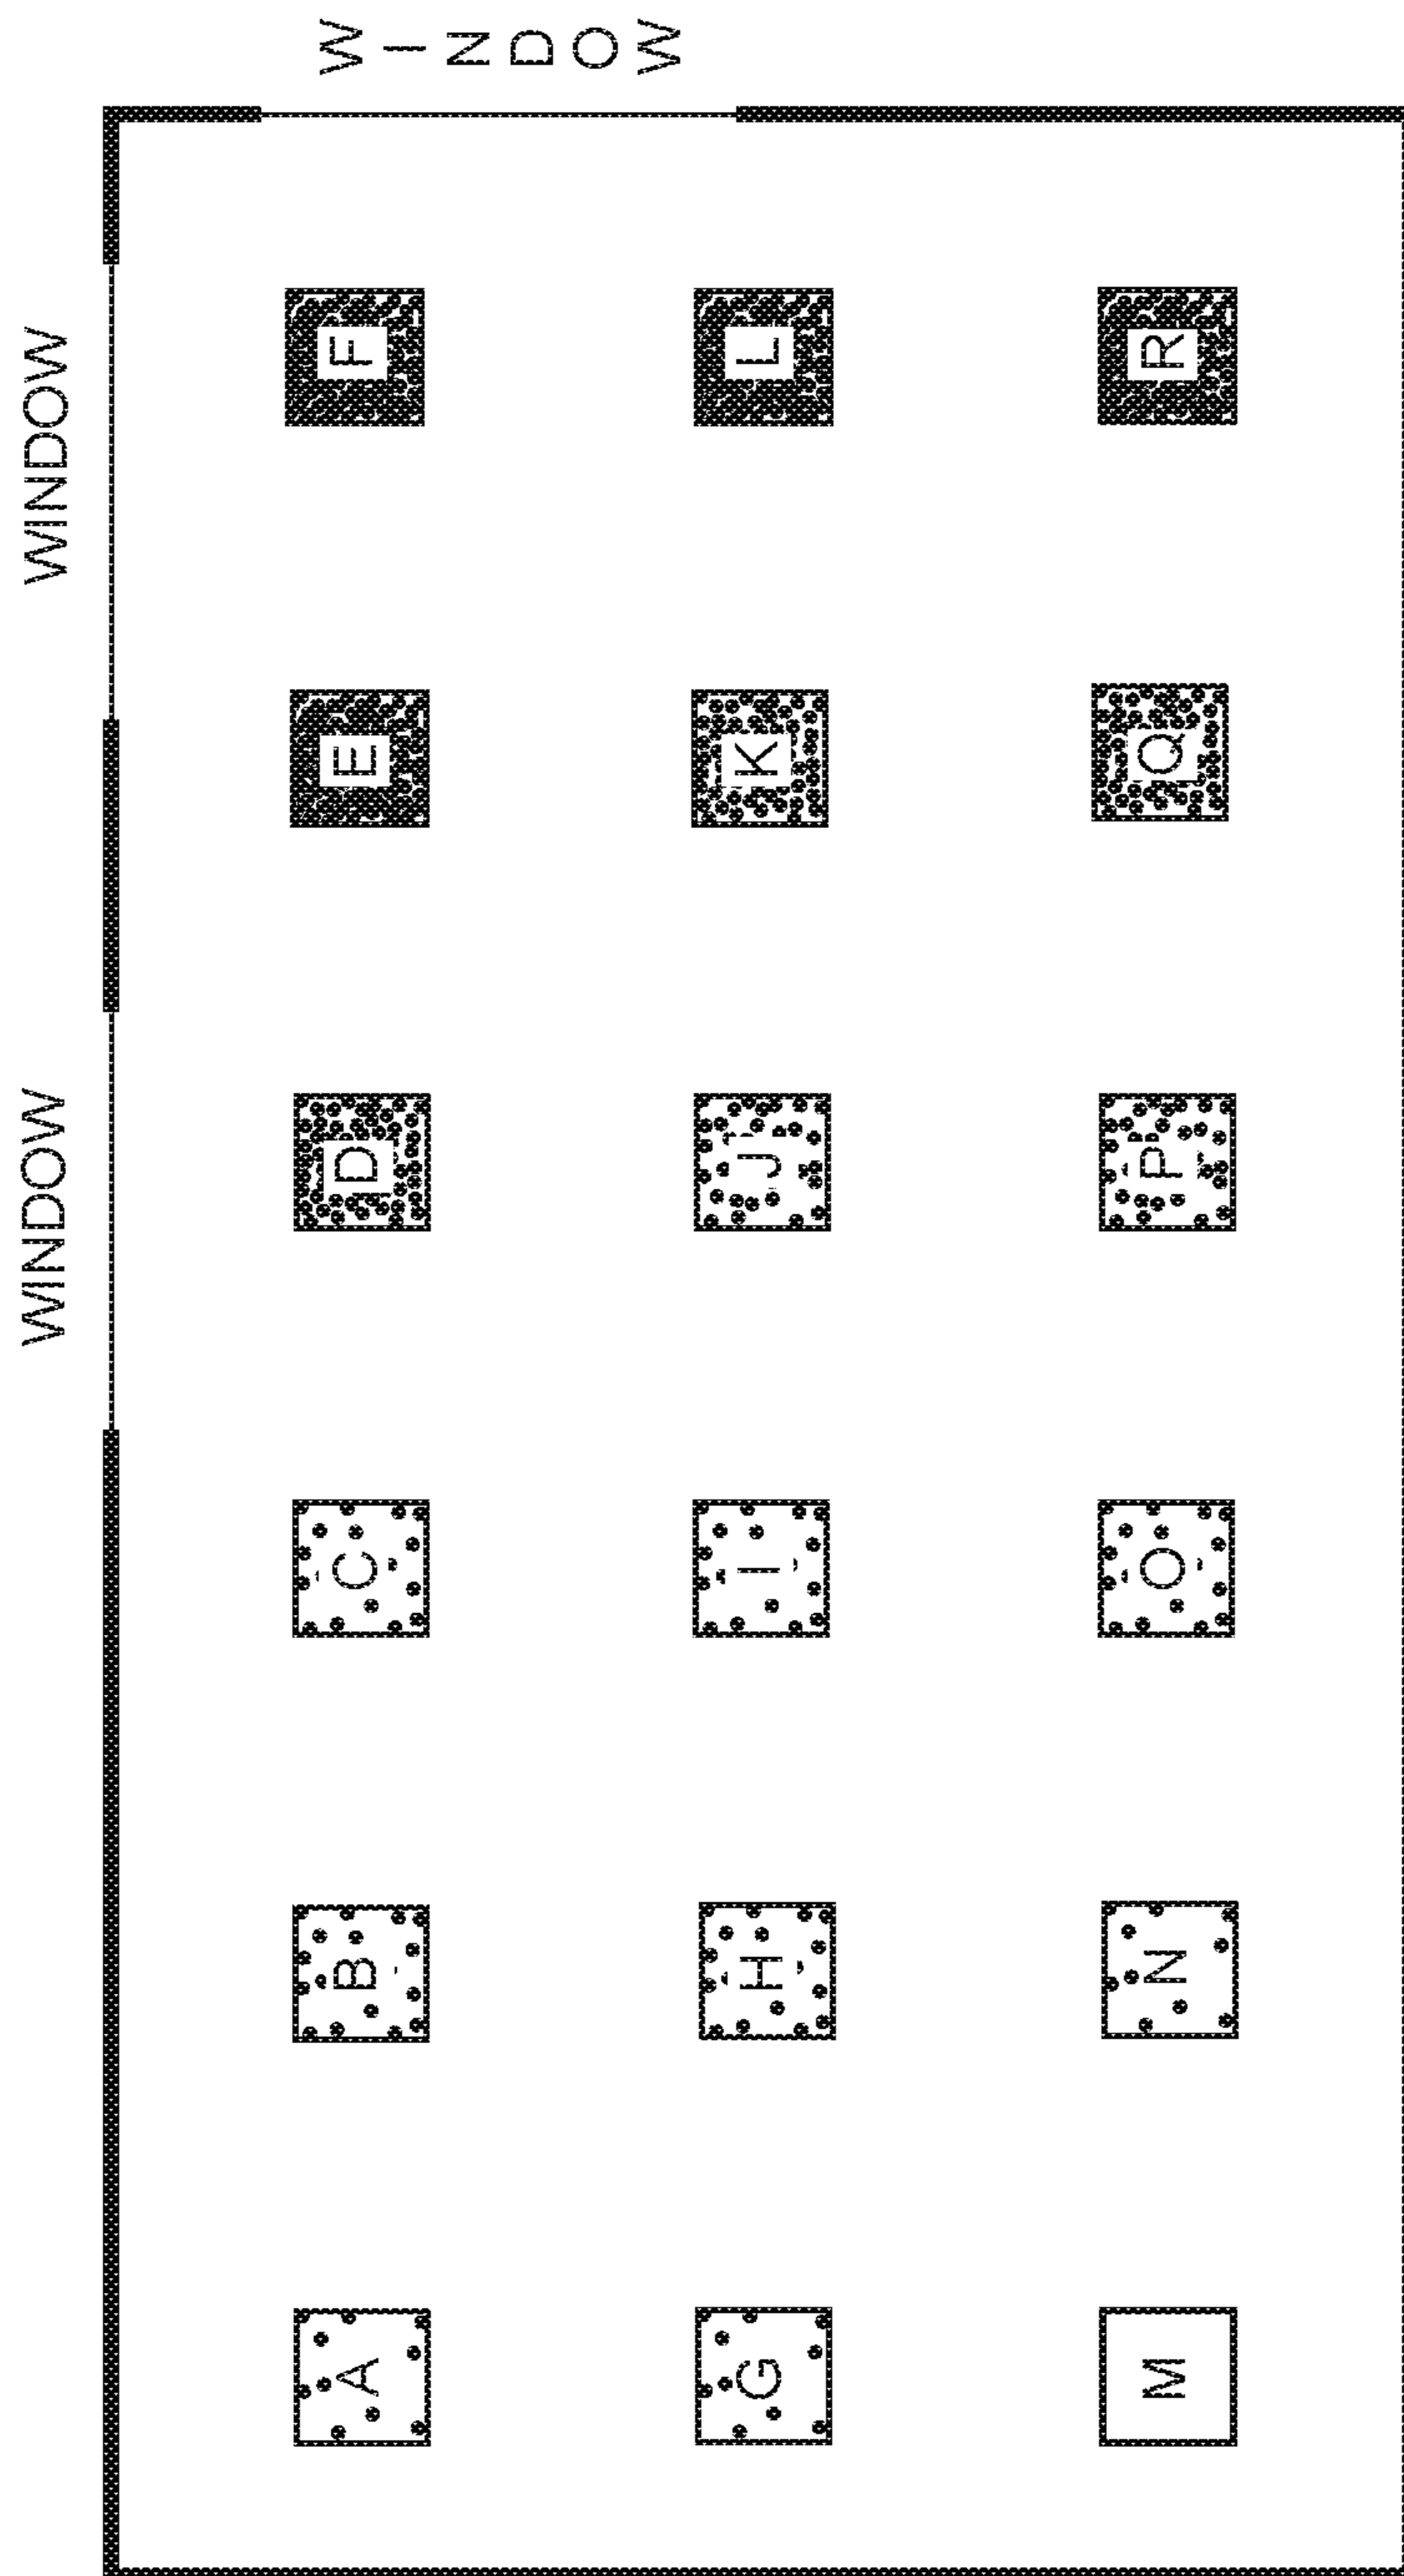 WINDOW WINDOW
A B C D E F
G H I J K L
M N O P Q R
WINDOW